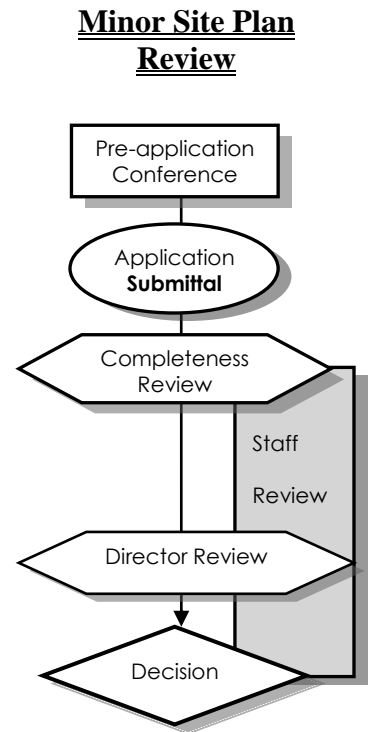 Minor Site Plan
Review
Pre-application
Conference
Application
Submittal
Completeness
Review
Staff
Review
Director Review
Decision